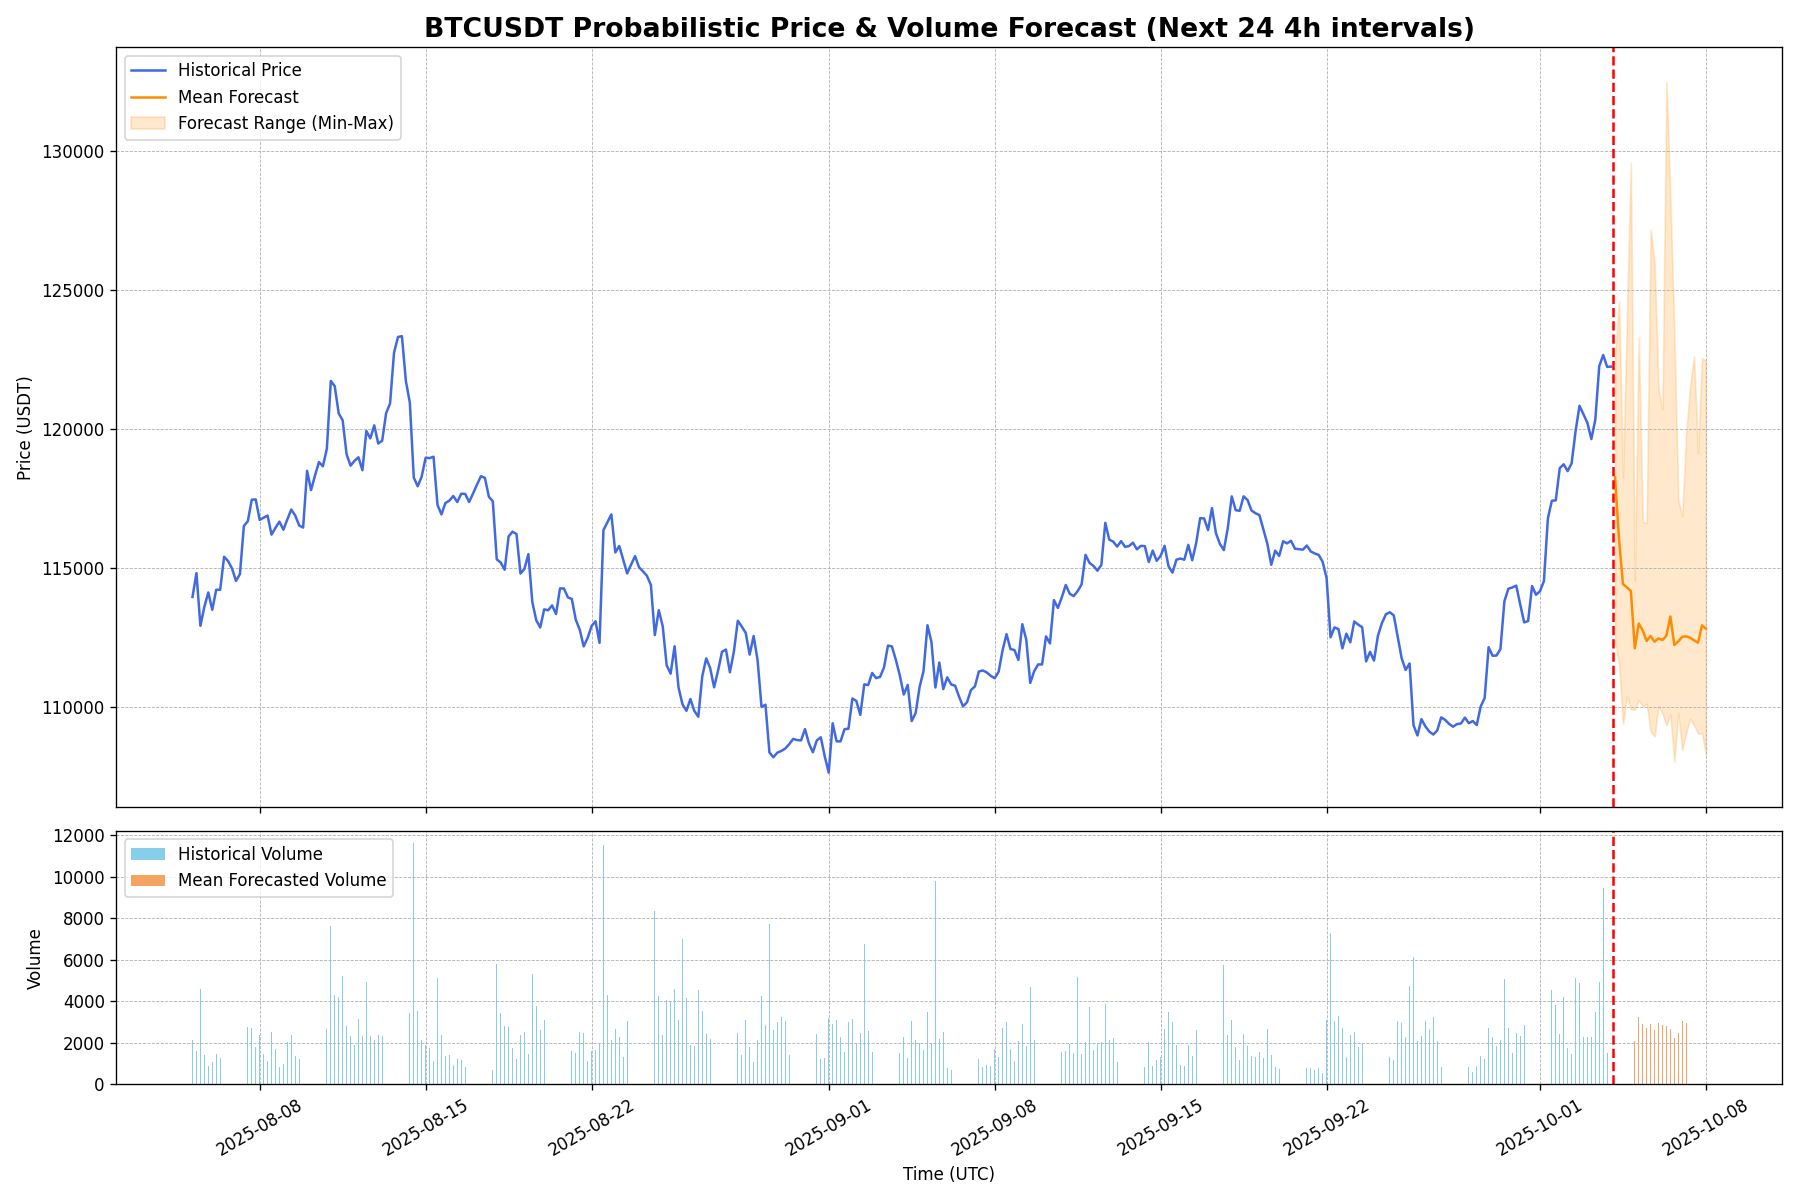 BTCUSDT Probabilistic Price & Volume Forecast (Next 24 4h intervals)
Historical Price
Mean Forecast
Forecast Range (Min-Max)
Price (USDT)
130000
125000
120000
115000
110000
Historical Volume
Mean Forecasted Volume
Volume
12000
10000
8000
6000
4000
2000
0
2025-08-08
2025-08-15
2025-08-22
2025-09-01
2025-09-08
2025-09-15
2025-09-22
2025-10-01
2025-10-08
Time (UTC)